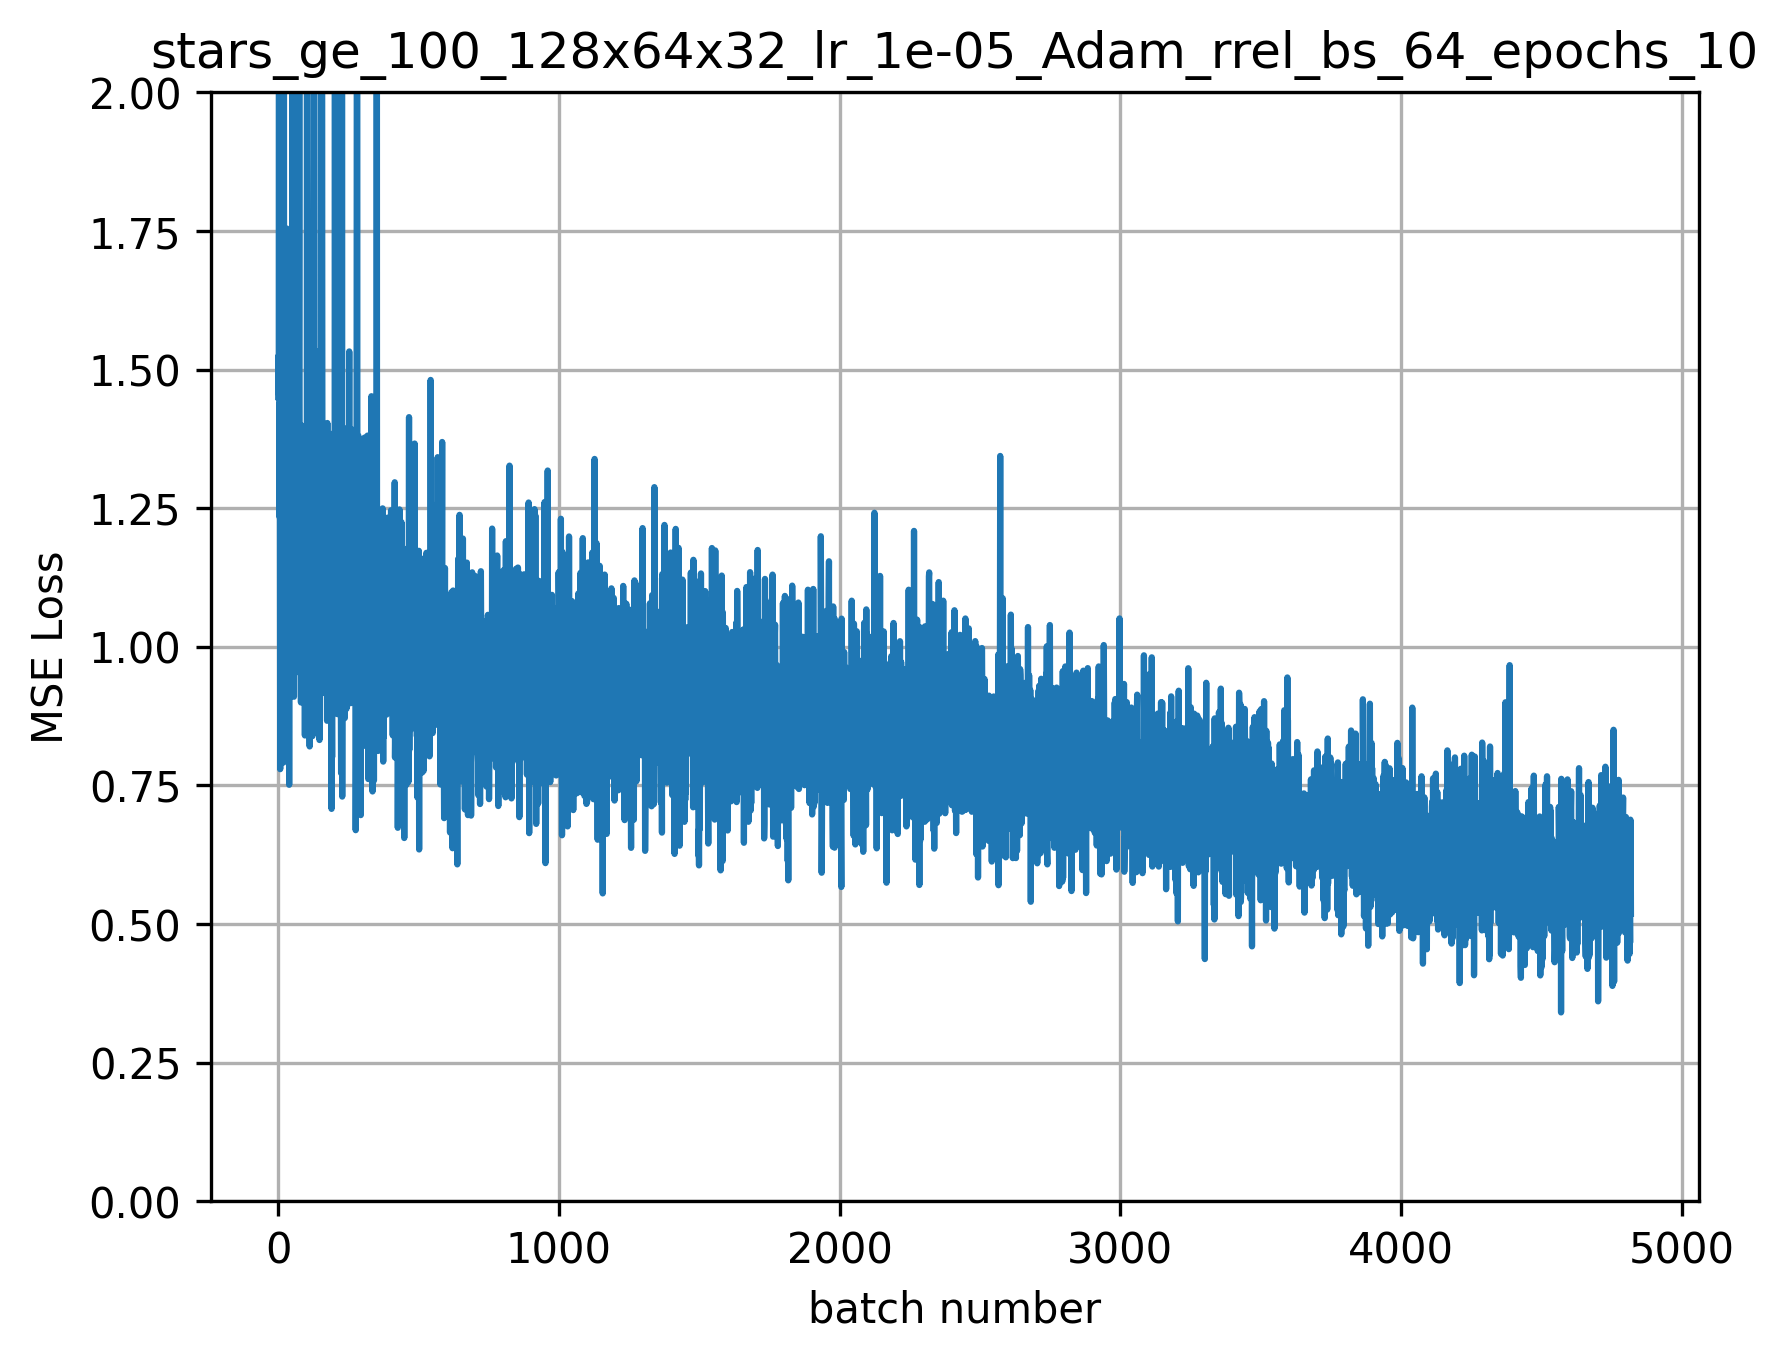 stars_ge_100_128x64x32_lr_1e-05_Adam_rrel_bs_64_epochs_10
2.00
1.75
1.50
1.25
1.00
0.75
0.50
0.25
0.00
MSE Loss
0 1000 2000 3000 4000 5000
batch number